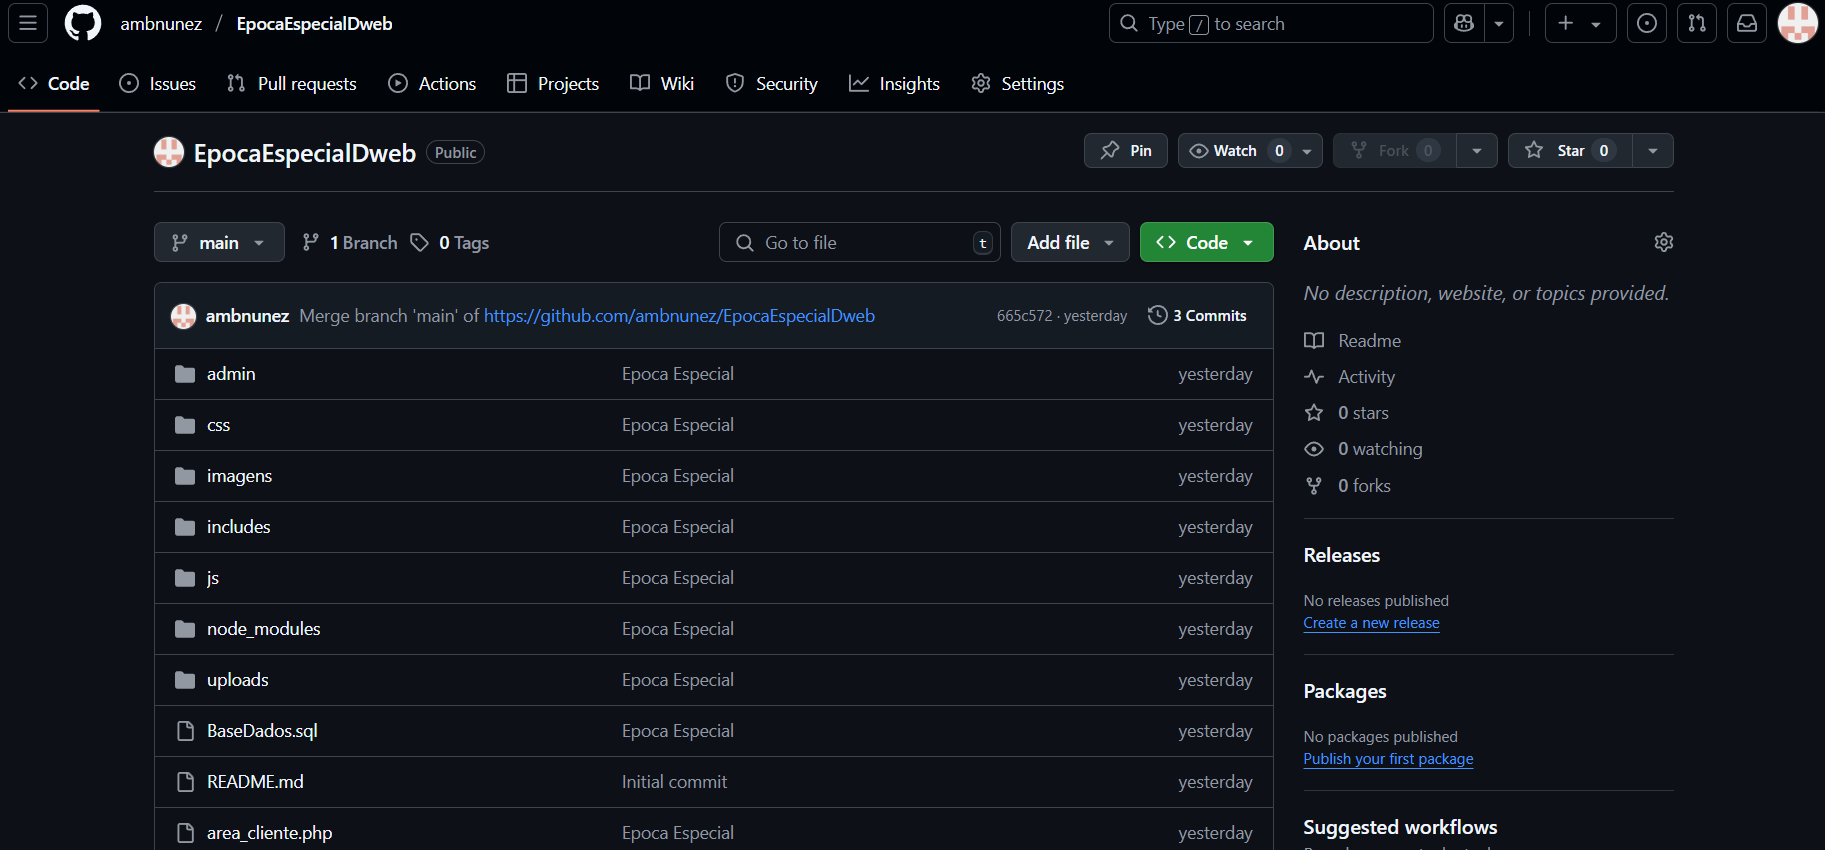 ambnunez / EpocaEspecialDweb
Type / to search
Code Issues Pull requests Actions Projects Wiki Security Insights Settings
EpocaEspecialDweb Public
Pin Watch 0 Fork 0 Star 0
main 1 Branch 0 Tags Go to file t Add file Code
ambnunez Merge branch 'main' of https://github.com/ambnunez/EpocaEspecialDweb 665c572 · yesterday 3 Commits
admin Epoca Especial yesterday
css Epoca Especial yesterday
imagens Epoca Especial yesterday
includes Epoca Especial yesterday
js Epoca Especial yesterday
node_modules Epoca Especial yesterday
uploads Epoca Especial yesterday
BaseDados.sql Epoca Especial yesterday
README.md Initial commit yesterday
area_cliente.php Epoca Especial yesterday
About
No description, website, or topics provided.
Readme
Activity
0 stars
0 watching
0 forks
Releases
No releases published
Create a new release
Packages
No packages published
Publish your first package
Suggested workflows